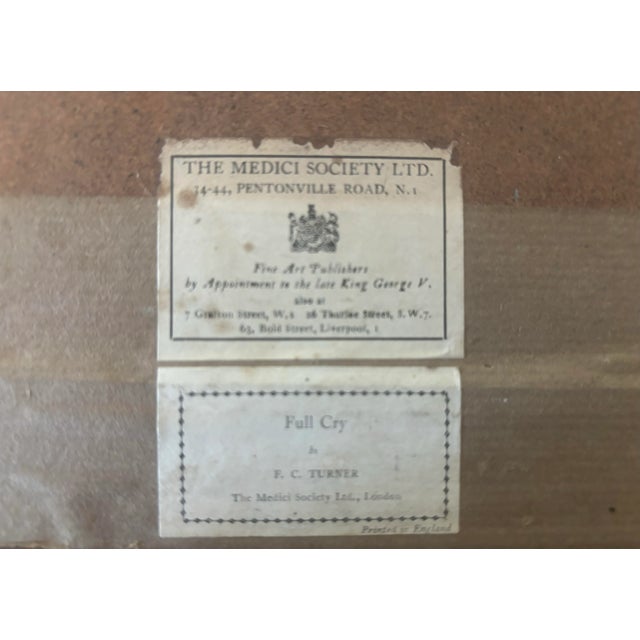 THE MEDICI SOCIETY LTD.
34-44, PENTONVILLE ROAD, N.1
Fine Art Publishers
by Appointment to the late King George V.
also at
7 Grafton Street, W.1 26 Thurloe Street, S.W.7.
63, Bold Street, Liverpool, 1
Full Cry
by
F. C. TURNER
The Medici Society Ltd., London
Printed in England